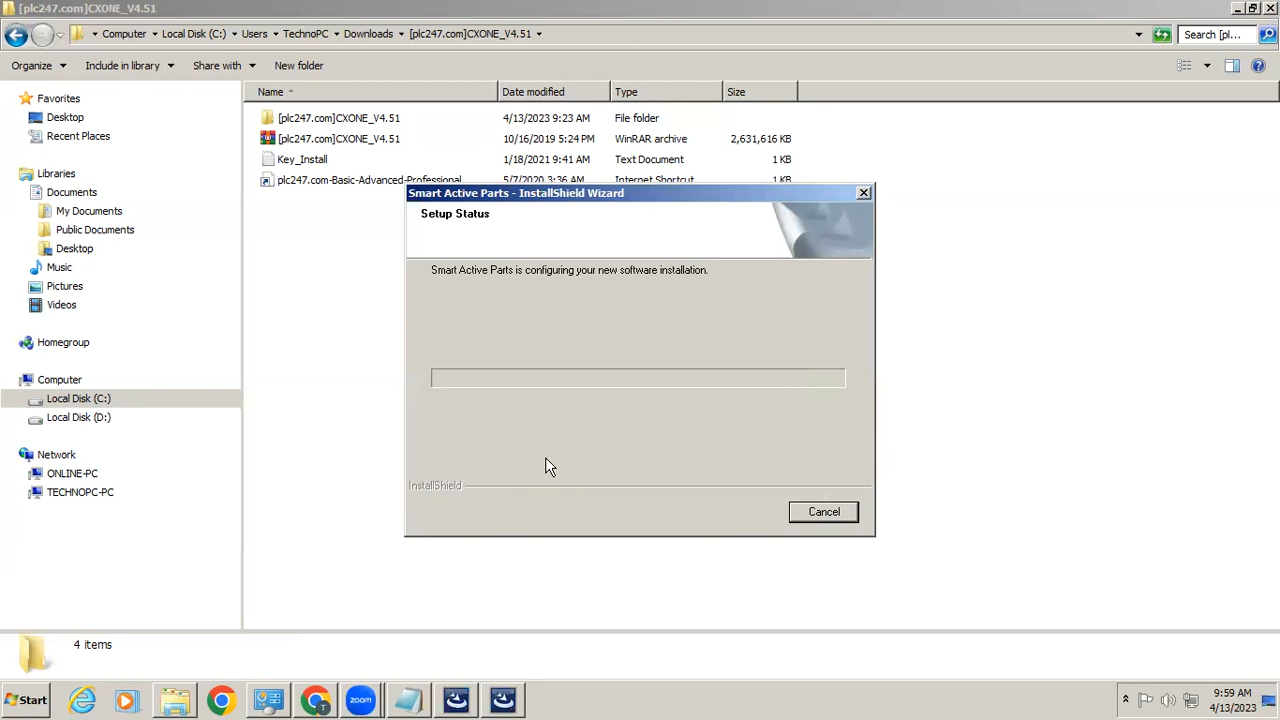 [plc247.com]CXONE_V4.51
Computer Local Disk (C:) Users TechnoPC Downloads [plc247.com]CXONE_V4.51
Search [pl...
Organize Include in library Share with New folder
Name Date modified Type Size
Favorites
Desktop
Recent Places
Libraries
Documents
My Documents
Public Documents
Desktop
Music
Pictures
Videos
Homegroup
Computer
Local Disk (C:)
Local Disk (D:)
Network
ONLINE-PC
TECHNOPC-PC
[plc247.com]CXONE_V4.51 4/13/2023 9:23 AM File folder
[plc247.com]CXONE_V4.51 10/16/2019 5:24 PM WinRAR archive 2,631,616 KB
Key_Install 1/18/2021 9:41 AM Text Document 1 KB
plc247.com-Basic-Advanced-Professional 5/7/2020 3:36 AM Internet Shortcut 1 KB
Smart Active Parts - InstallShield Wizard
Setup Status
Smart Active Parts is configuring your new software installation.
InstallShield
Cancel
4 items
Start
zoom
T
9:59 AM
4/13/2023